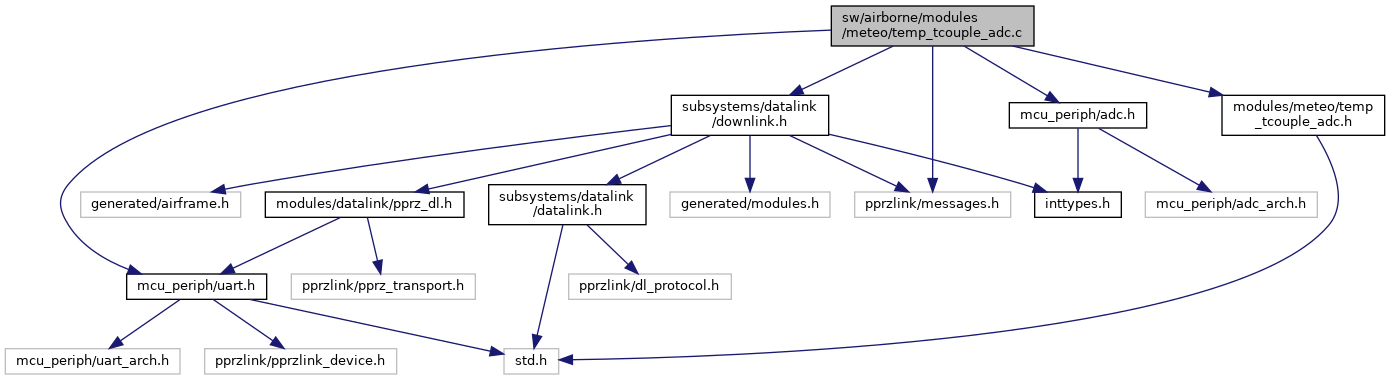 sw/airborne/modules
/meteo/temp_tcouple_adc.c
subsystems/datalink
/downlink.h
mcu_periph/adc.h
modules/meteo/temp
_tcouple_adc.h
generated/airframe.h
modules/datalink/pprz_dl.h
subsystems/datalink
/datalink.h
generated/modules.h
pprzlink/messages.h
inttypes.h
mcu_periph/adc_arch.h
mcu_periph/uart.h
pprzlink/pprz_transport.h
pprzlink/dl_protocol.h
mcu_periph/uart_arch.h
pprzlink/pprzlink_device.h
std.h